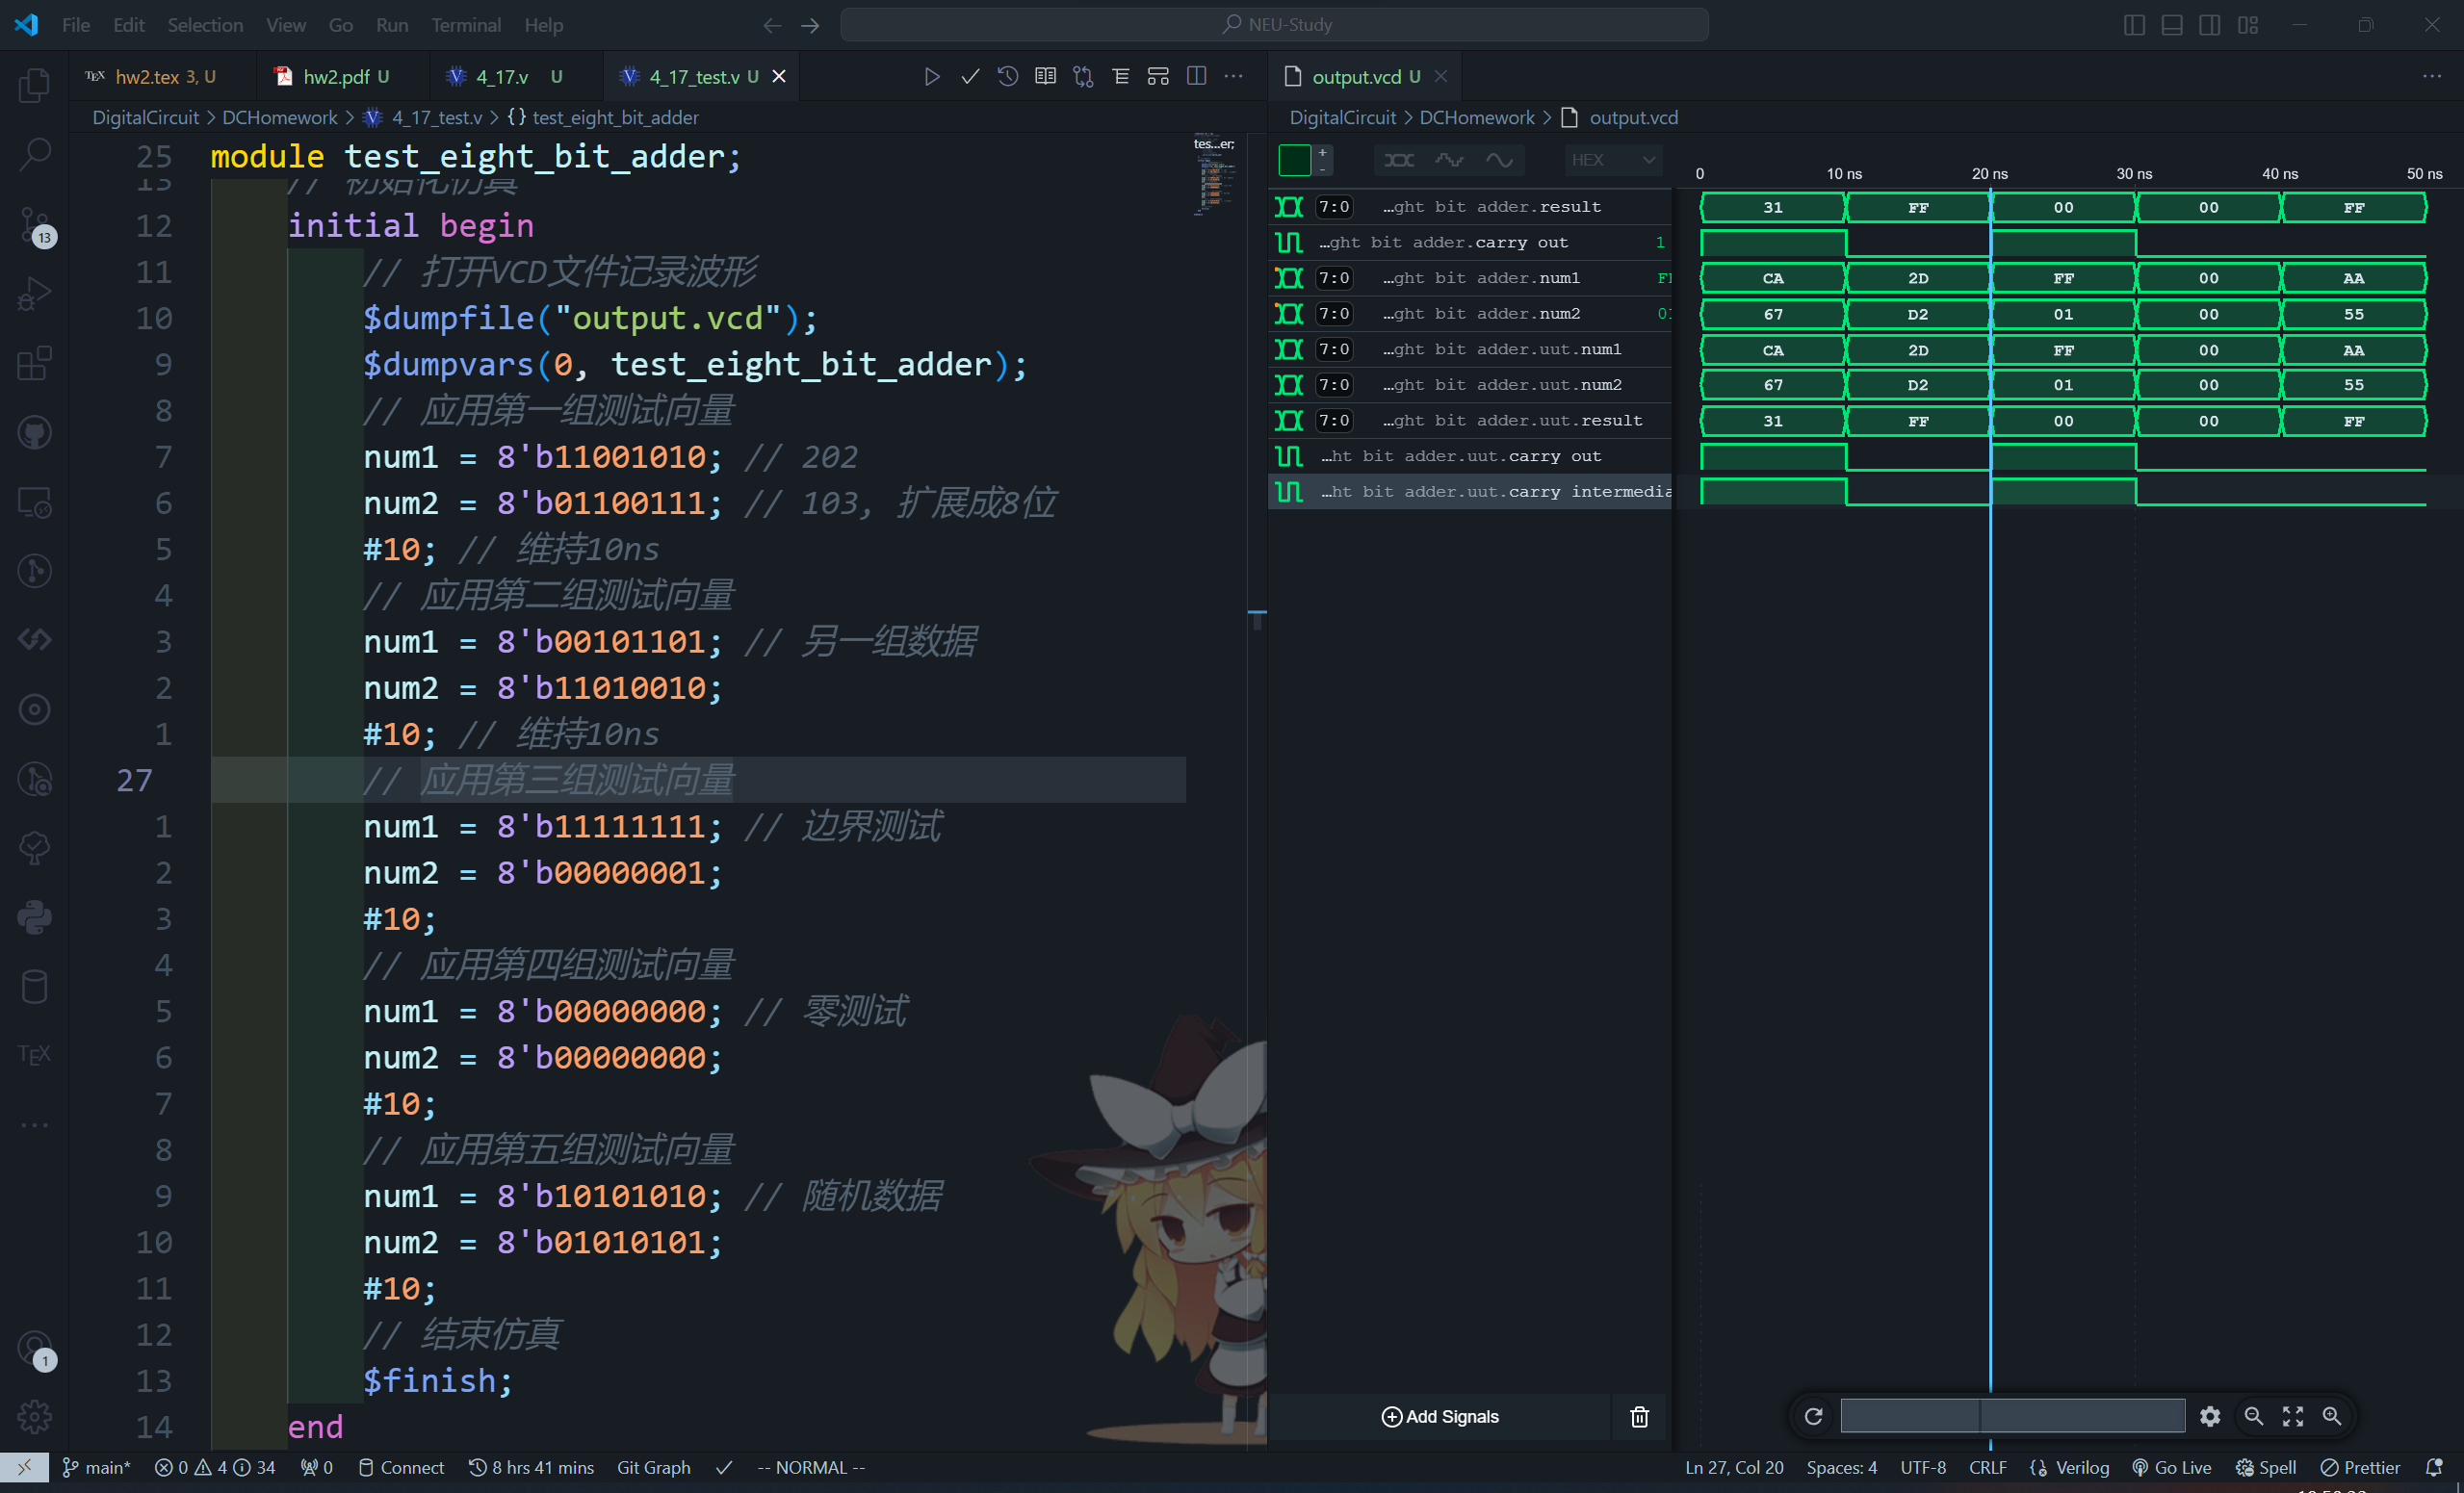 File Edit Selection View Go Run Terminal Help
NEU-Study
hw2.tex 3, U
hw2.pdf U
4_17.v U
4_17_test.v U
DigitalCircuit > DCHomework > 4_17_test.v > {} test_eight_bit_adder
25 module test_eight_bit_adder;
13 // 初始化仿真
12 initial begin
11 // 打开VCD文件记录波形
10 $dumpfile("output.vcd");
9 $dumpvars(0, test_eight_bit_adder);
8 // 应用第一组测试向量
7 num1 = 8'b11001010; // 202
6 num2 = 8'b01100111; // 103, 扩展成8位
5 #10; // 维持10ns
4 // 应用第二组测试向量
3 num1 = 8'b00101101; // 另一组数据
2 num2 = 8'b11010010;
1 #10; // 维持10ns
27 // 应用第三组测试向量
1 num1 = 8'b11111111; // 边界测试
2 num2 = 8'b00000001;
3 #10;
4 // 应用第四组测试向量
5 num1 = 8'b00000000; // 零测试
6 num2 = 8'b00000000;
7 #10;
8 // 应用第五组测试向量
9 num1 = 8'b10101010; // 随机数据
10 num2 = 8'b01010101;
11 #10;
12 // 结束仿真
13 $finish;
14 end
tes...er;
13
TEX
1
output.vcd U
DigitalCircuit > DCHomework > output.vcd
+
-
HEX
0 10 ns 20 ns 30 ns 40 ns 50 ns
7:0 …ght bit adder.result 31 FF 00 00 FF
…ght bit adder.carry out 1
7:0 …ght bit adder.num1 FF CA 2D FF 00 AA
7:0 …ght bit adder.num2 01 67 D2 01 00 55
7:0 …ght bit adder.uut.num1 CA 2D FF 00 AA
7:0 …ght bit adder.uut.num2 67 D2 01 00 55
7:0 …ght bit adder.uut.result 31 FF 00 00 FF
…ht bit adder.uut.carry out
…ht bit adder.uut.carry intermedia
Add Signals
main* 0 4 34 0 Connect 8 hrs 41 mins Git Graph -- NORMAL --
Ln 27, Col 20 Spaces: 4 UTF-8 CRLF Verilog Go Live Spell Prettier